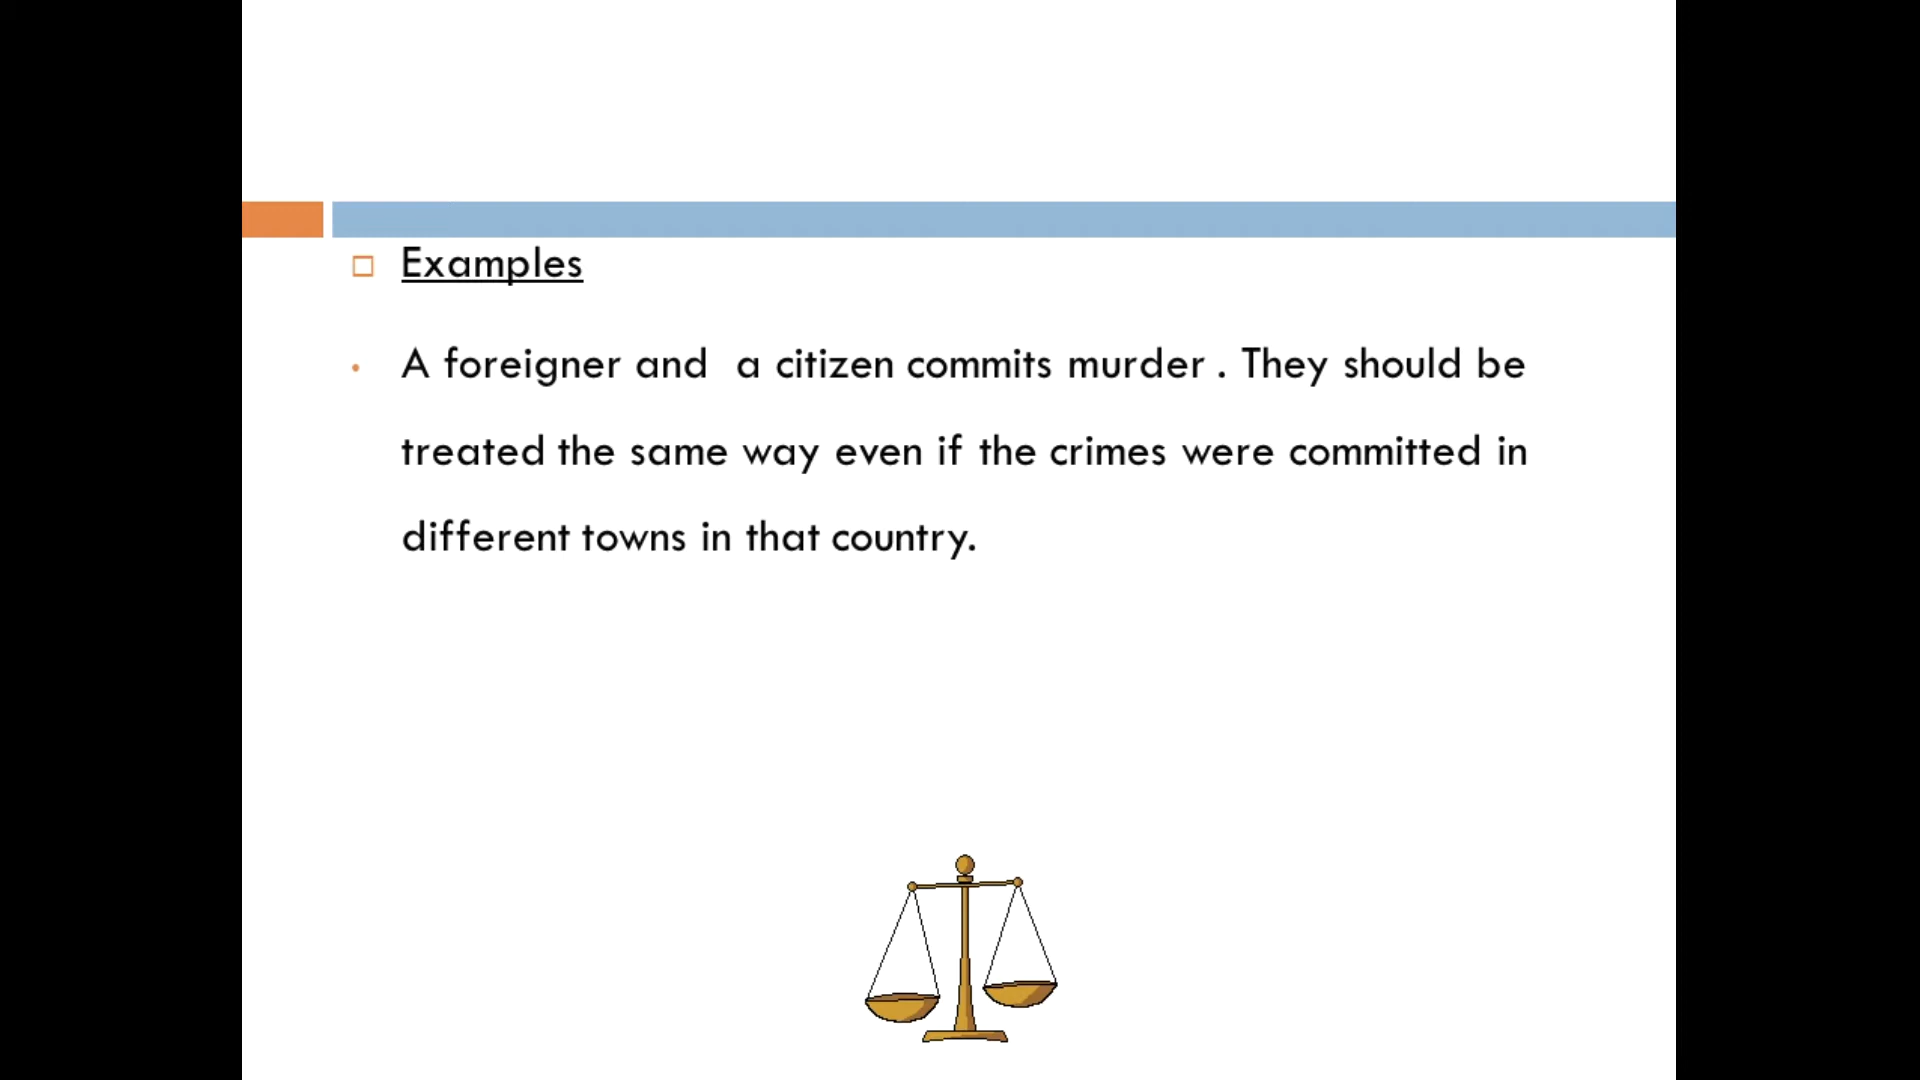 Examples
A foreigner and a citizen commits murder . They should be
treated the same way even if the crimes were committed in
different towns in that country.